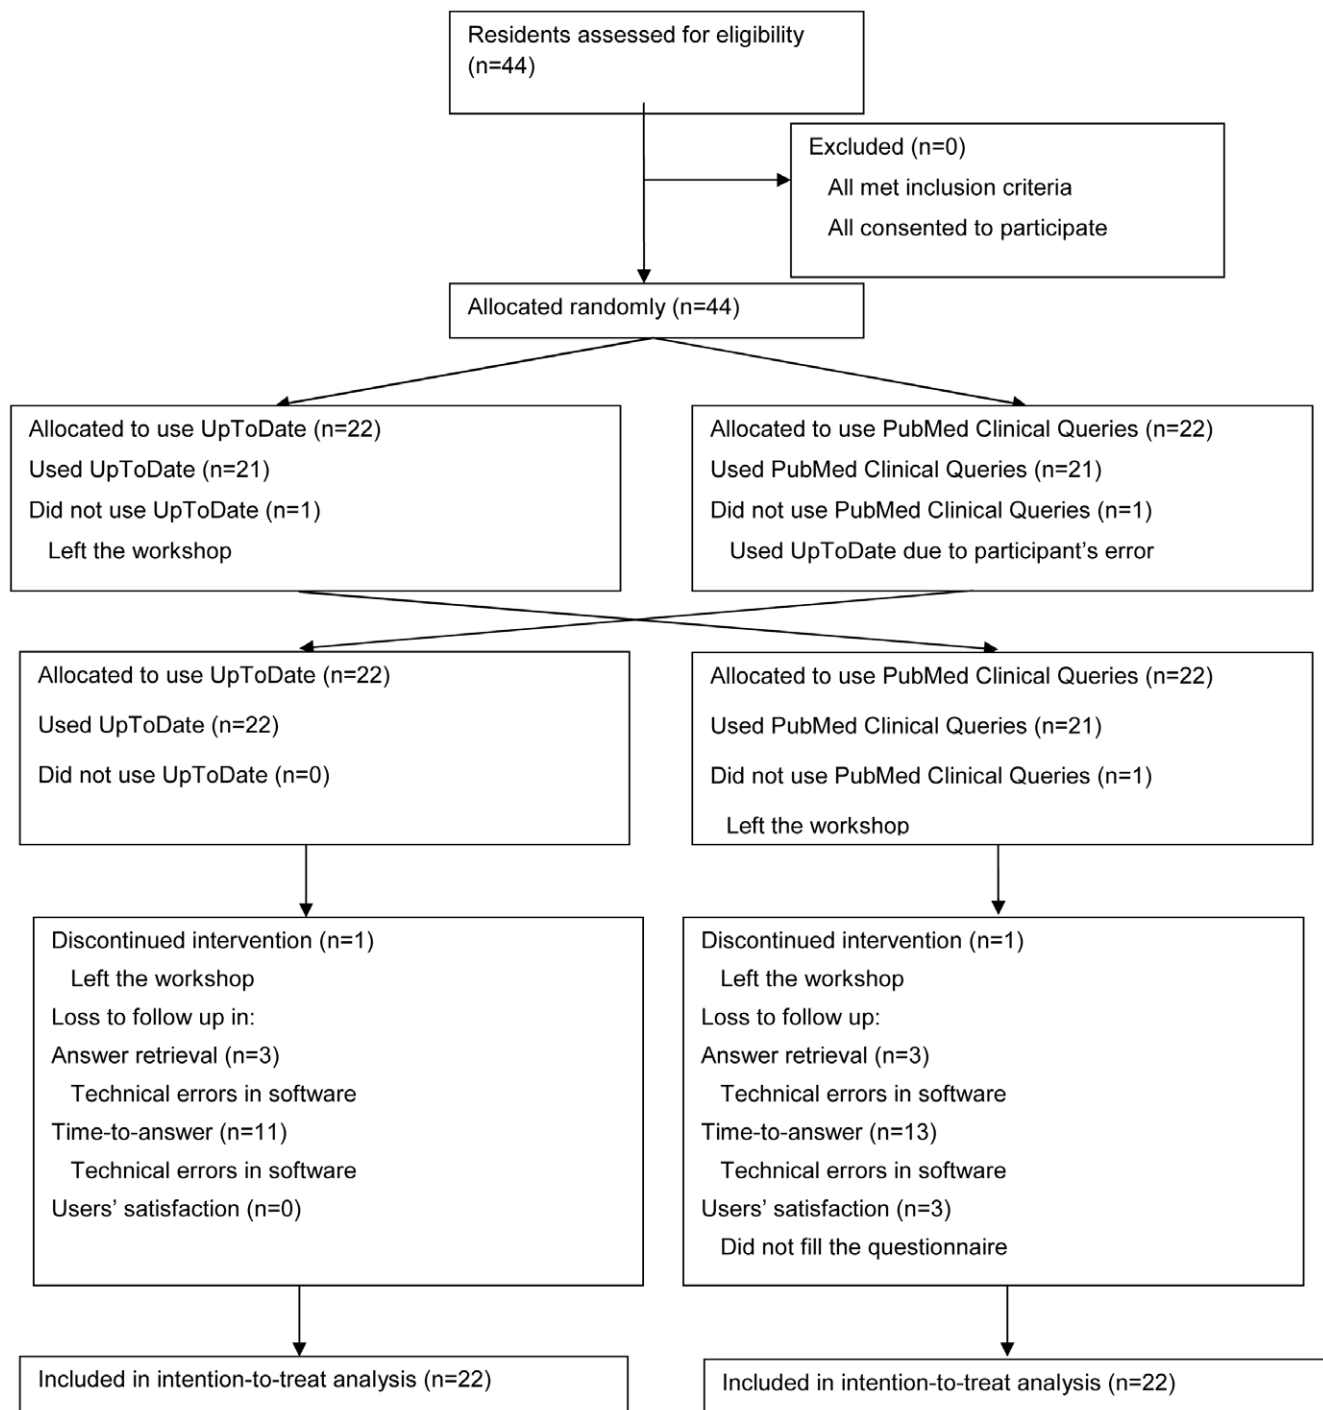 Residents assessed for eligibility
(n=44)
Excluded (n=0)
All met inclusion criteria
All consented to participate
Allocated randomly (n=44)
Allocated to use UpToDate (n=22)
Used UpToDate (n=21)
Did not use UpToDate (n=1)
Left the workshop
Allocated to use PubMed Clinical Queries (n=22)
Used PubMed Clinical Queries (n=21)
Did not use PubMed Clinical Queries (n=1)
Used UpToDate due to participant’s error
Allocated to use UpToDate (n=22)
Used UpToDate (n=22)
Did not use UpToDate (n=0)
Allocated to use PubMed Clinical Queries (n=22)
Used PubMed Clinical Queries (n=21)
Did not use PubMed Clinical Queries (n=1)
Left the workshop
Discontinued intervention (n=1)
Left the workshop
Loss to follow up in:
Answer retrieval (n=3)
Technical errors in software
Time-to-answer (n=11)
Technical errors in software
Users’ satisfaction (n=0)
Discontinued intervention (n=1)
Left the workshop
Loss to follow up:
Answer retrieval (n=3)
Technical errors in software
Time-to-answer (n=13)
Technical errors in software
Users’ satisfaction (n=3)
Did not fill the questionnaire
Included in intention-to-treat analysis (n=22)
Included in intention-to-treat analysis (n=22)